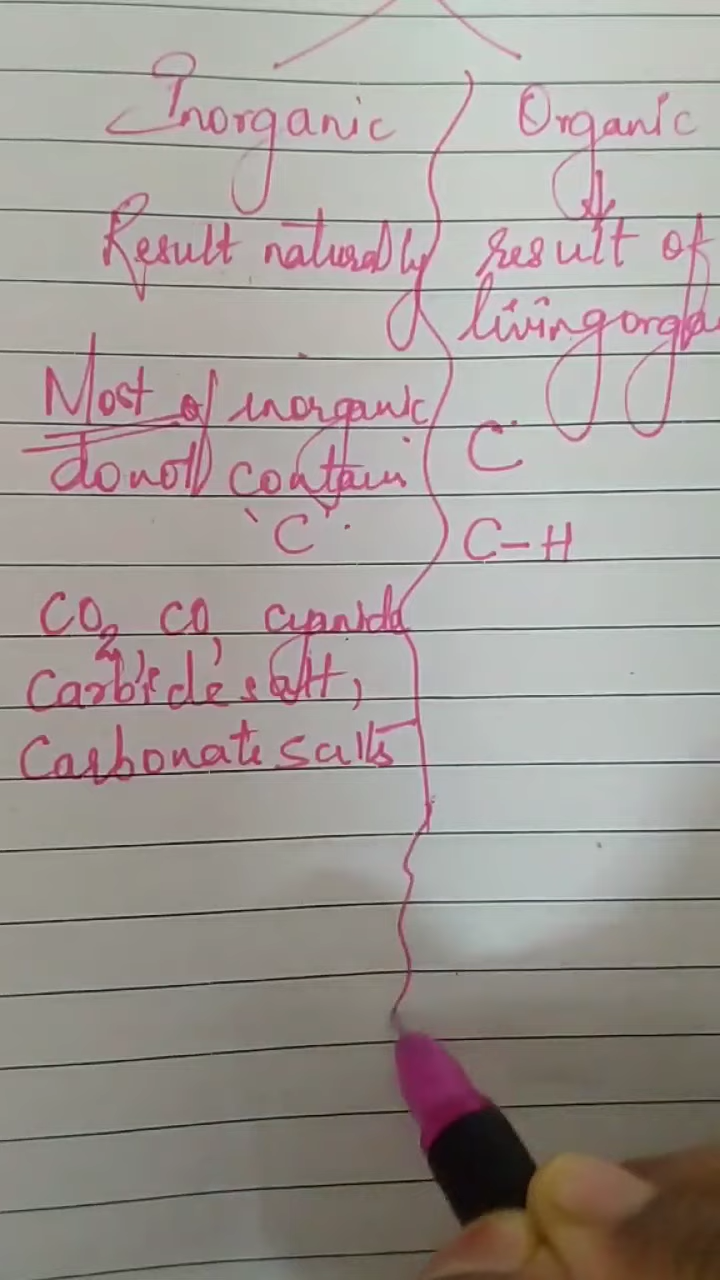 Inorganic
Result naturally
Most of inorganic
do not contain
'C'.
CO2, CO, cyanide
Carbide salt,
Carbonate salts
Organic
result of
living
C
C-H